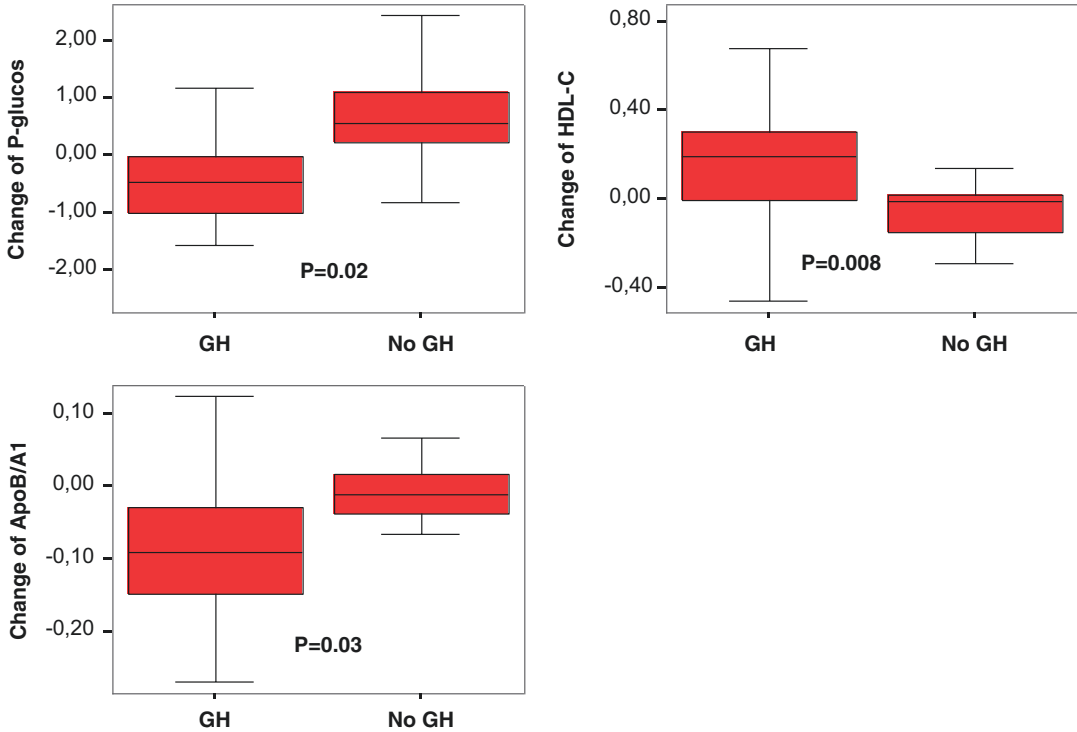 Change of P-glucos
2,00
1,00
0,00
-1,00
-2,00
P=0.02
GH No GH
Change of HDL-C
0,80
0,40
0,00
-0,40
P=0.008
GH No GH
Change of ApoB/A1
0,10
0,00
-0,10
-0,20
P=0.03
GH No GH